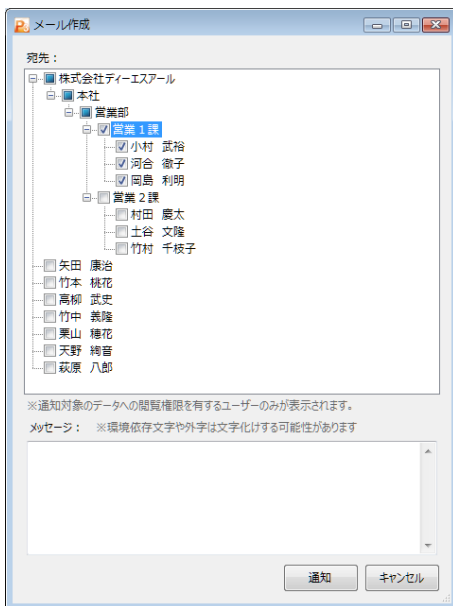 メール作成
宛先：
株式会社ディーエスアール
本社
営業部
営業１課
小村　武裕
河合　徹子
岡島　利明
営業２課
村田　慶太
土谷　文隆
竹村　千枝子
矢田　康治
竹本　桃花
高柳　武史
竹中　義隆
栗山　穂花
天野　絢音
萩原　八郎
※通知対象のデータへの閲覧権限を有するユーザーのみが表示されます。
メッセージ：　※環境依存文字や外字は文字化けする可能性があります
通知　キャンセル